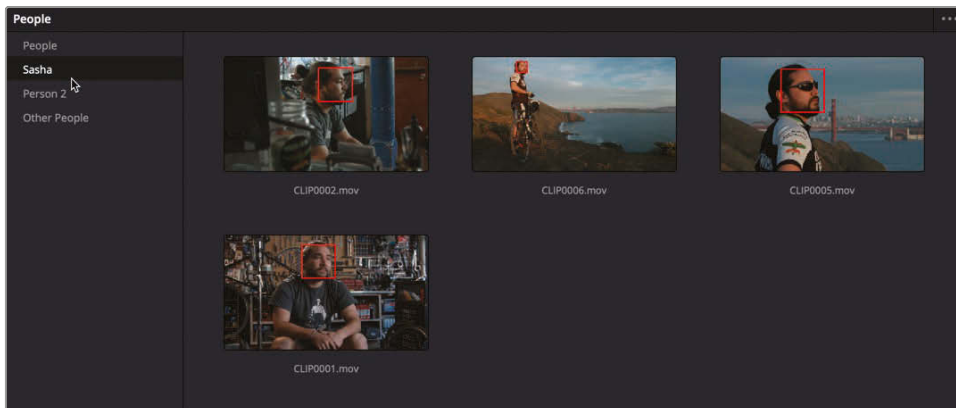 People
People
Sasha
Person 2
Other People
CLIP0002.mov
CLIP0006.mov
CLIP0005.mov
CLIP0001.mov